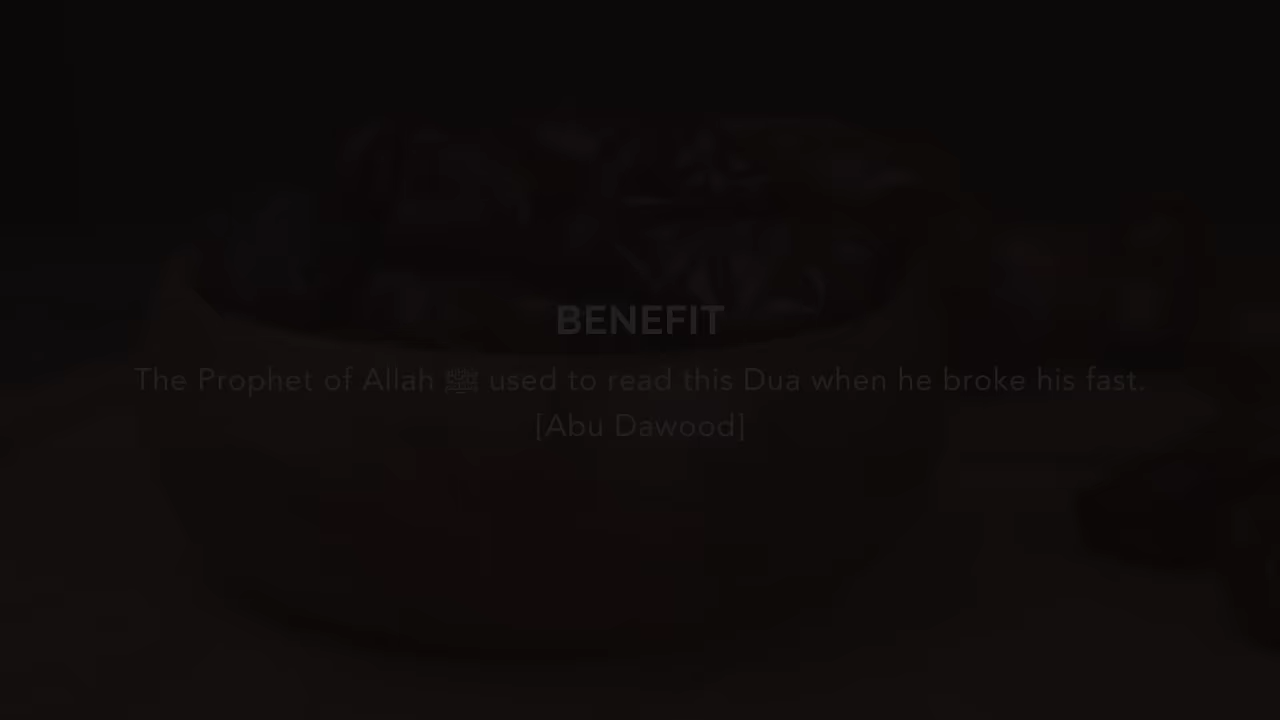 BENEFIT
The Prophet of Allah ﷺ used to read this Dua when he broke his fast.
[Abu Dawood]